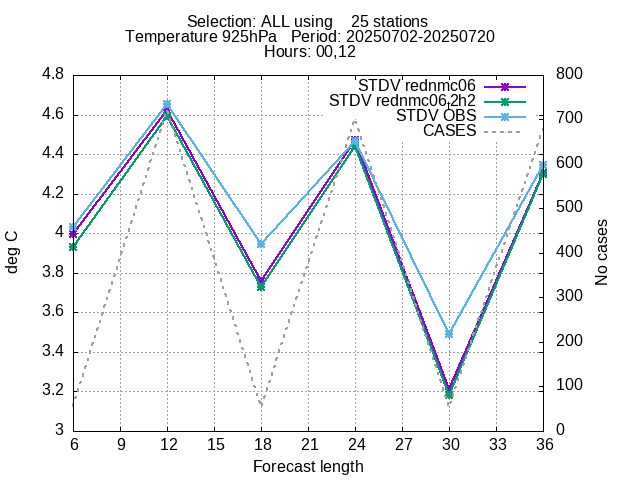 Selection: ALL using    25 stations
Temperature 925hPa   Period: 20250702-20250720
Hours: 00,12
STDV rednmc06
STDV rednmc06.2h2
STDV OBS
CASES
deg C
4.8
4.6
4.4
4.2
4
3.8
3.6
3.4
3.2
3
No cases
800
700
600
500
400
300
200
100
0
6 9 12 15 18 21 24 27 30 33 36
Forecast length